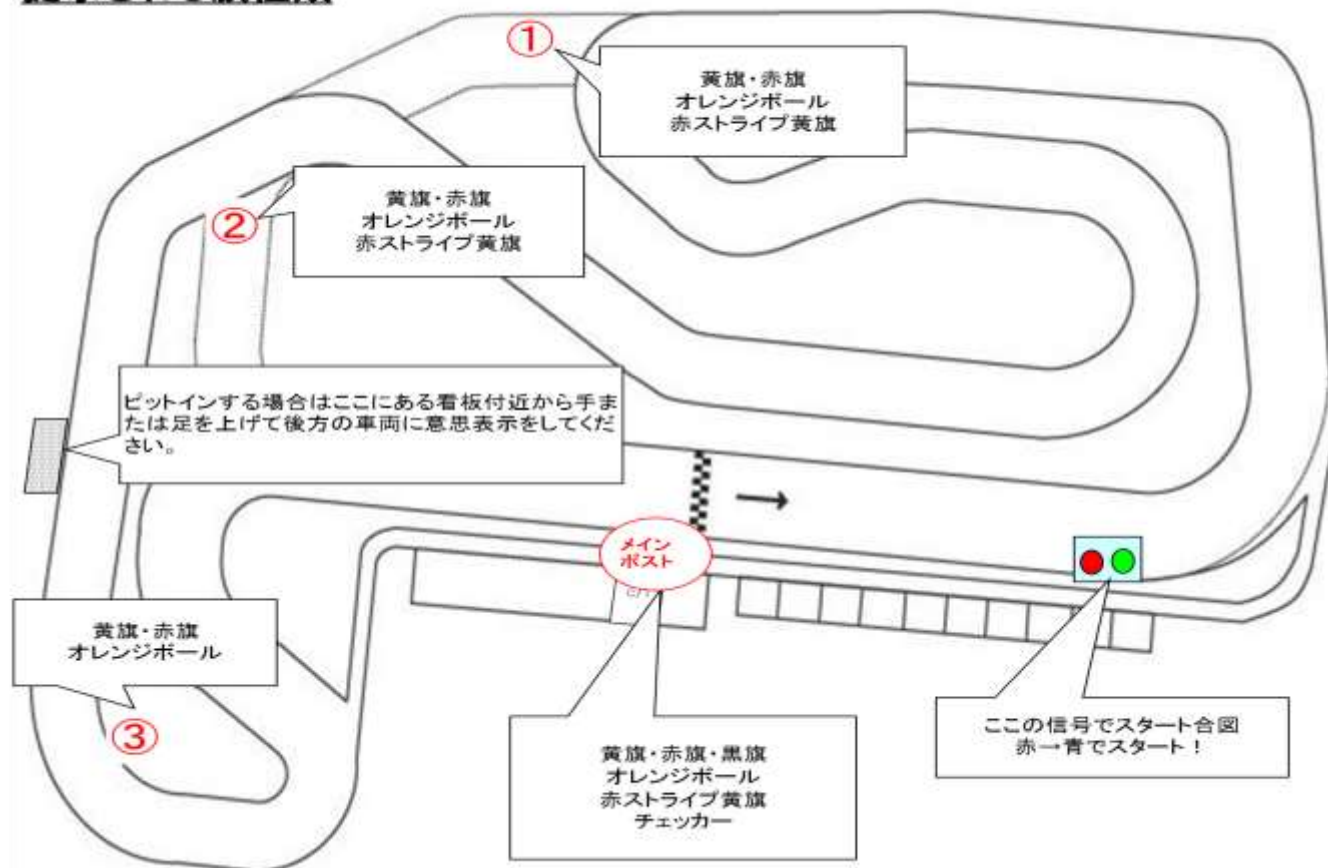 ①
黄旗・赤旗
オレンジボール
赤ストライプ黄旗
②
黄旗・赤旗
オレンジボール
赤ストライプ黄旗
ピットインする場合はここにある看板付近から手ま
たは足を上げて後方の車両に意思表示をしてくだ
さい。
メイン
ポスト
黄旗・赤旗
オレンジボール
③
黄旗・赤旗・黒旗
オレンジボール
赤ストライプ黄旗
チェッカー
ここの信号でスタート合図
赤→青でスタート！